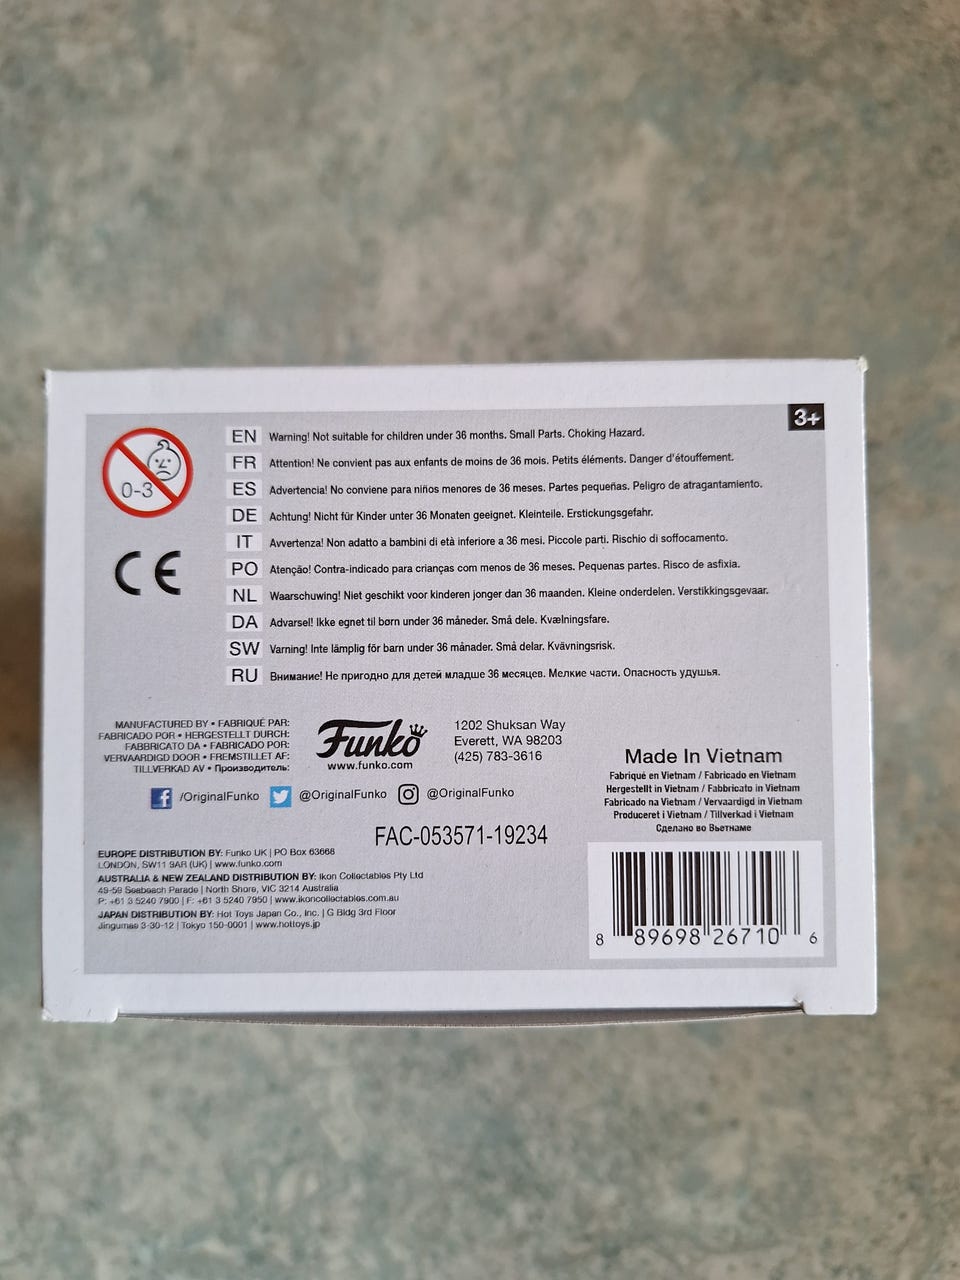 3+
0-3
EN Warning! Not suitable for children under 36 months. Small Parts. Choking Hazard.
FR Attention! Ne convient pas aux enfants de moins de 36 mois. Petits éléments. Danger d'étouffement.
ES Advertencia! No conviene para niños menores de 36 meses. Partes pequeñas. Peligro de atragantamiento.
DE Achtung! Nicht für Kinder unter 36 Monaten geeignet. Kleinteile. Erstickungsgefahr.
IT Avvertenza! Non adatto a bambini di età inferiore a 36 mesi. Piccole parti. Rischio di soffocamento.
PO Atenção! Contra-indicado para crianças com menos de 36 meses. Pequenas partes. Risco de asfixia.
NL Waarschuwing! Niet geschikt voor kinderen jonger dan 36 maanden. Kleine onderdelen. Verstikkingsgevaar.
DA Advarsel! Ikke egnet til børn under 36 måneder. Små dele. Kvælningsfare.
SW Varning! Inte lämplig för barn under 36 månader. Små delar. Kvävningsrisk.
RU Внимание! Не пригодно для детей младше 36 месяцев. Мелкие части. Опасность удушья.
CE
MANUFACTURED BY • FABRIQUÉ PAR:
FABRICADO POR • HERGESTELLT DURCH:
FABBRICATO DA • FABRICADO POR:
VERVAARDIGD DOOR • FREMSTILLET AF:
TILLVERKAD AV • Производитель:
Funko
www.funko.com
1202 Shuksan Way
Everett, WA 98203
(425) 783-3616
/OriginalFunko @OriginalFunko @OriginalFunko
FAC-053571-19234
EUROPE DISTRIBUTION BY: Funko UK | PO Box 63668
LONDON, SW11 9AR (UK) | www.funko.com
AUSTRALIA & NEW ZEALAND DISTRIBUTION BY: Ikon Collectables Pty Ltd
49-59 Seabeach Parade | North Shore, VIC 3214 Australia
P: +61 3 5240 7900 | F: +61 3 5240 7950 | www.ikoncollectables.com.au
JAPAN DISTRIBUTION BY: Hot Toys Japan Co., Inc. | G Bldg 3rd Floor
Jingumae 3-30-12 | Tokyo 150-0001 | www.hottoys.jp
Made In Vietnam
Fabriqué en Vietnam / Fabricado en Vietnam
Hergestellt in Vietnam / Fabbricato in Vietnam
Fabricado na Vietnam / Vervaardigd in Vietnam
Produceret i Vietnam / Tillverkad i Vietnam
Сделано во Вьетнаме
8 89698 26710 6